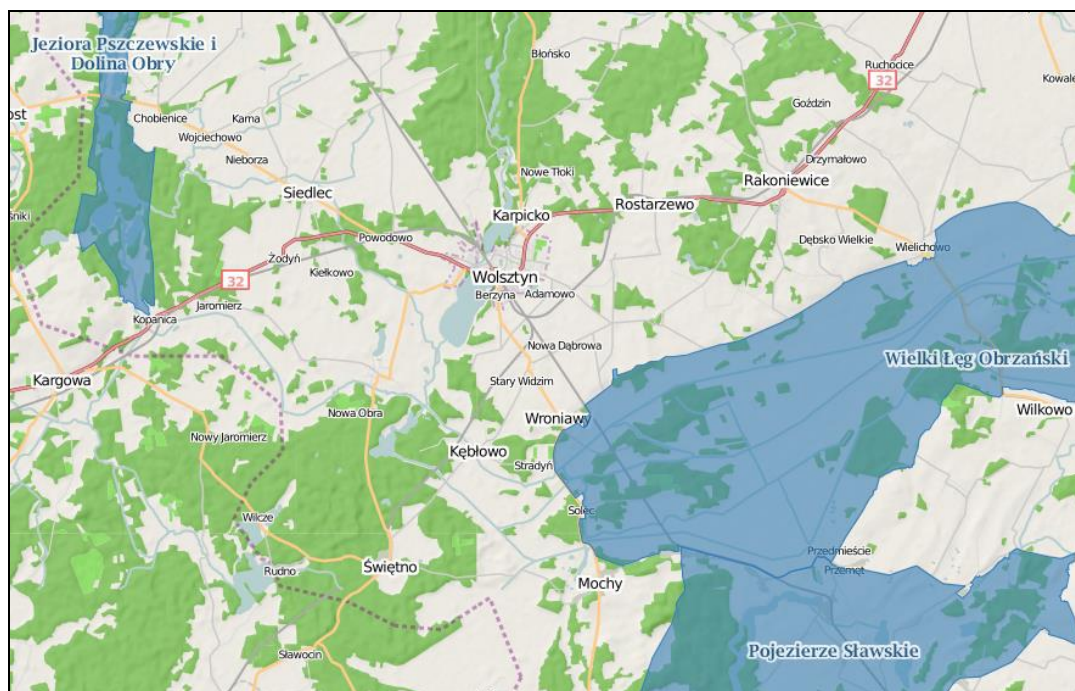 Jeziora Pszczewskie i
Dolina Obry
Błońsko
Ruchocice
32
Kowale
Goździn
ost
Chobienice
Karna
Wojciechowo
Nieborza
Drzymałowo
Nowe Tłoki
Siedlec
Rakoniewice
Rostarzewo
Karpicko
śniki
Powodowo
Dębsko Wielkie
Wielichowo
Żodyń
Kiełkowo
32
Wolsztyn
Berzyna
Adamowo
Jaromierz
Kopanica
Nowa Dąbrowa
Wielki Łęg Obrzański
Kargowa
Stary Widzim
Nowa Obra
Wroniawy
Wilkowo
Nowy Jaromierz
Kębłowo
Stradyń
Solec
Wilcze
Przedmieście
Przemęt
Rudno
Świętno
Mochy
Sławocin
Pojezierze Sławskie